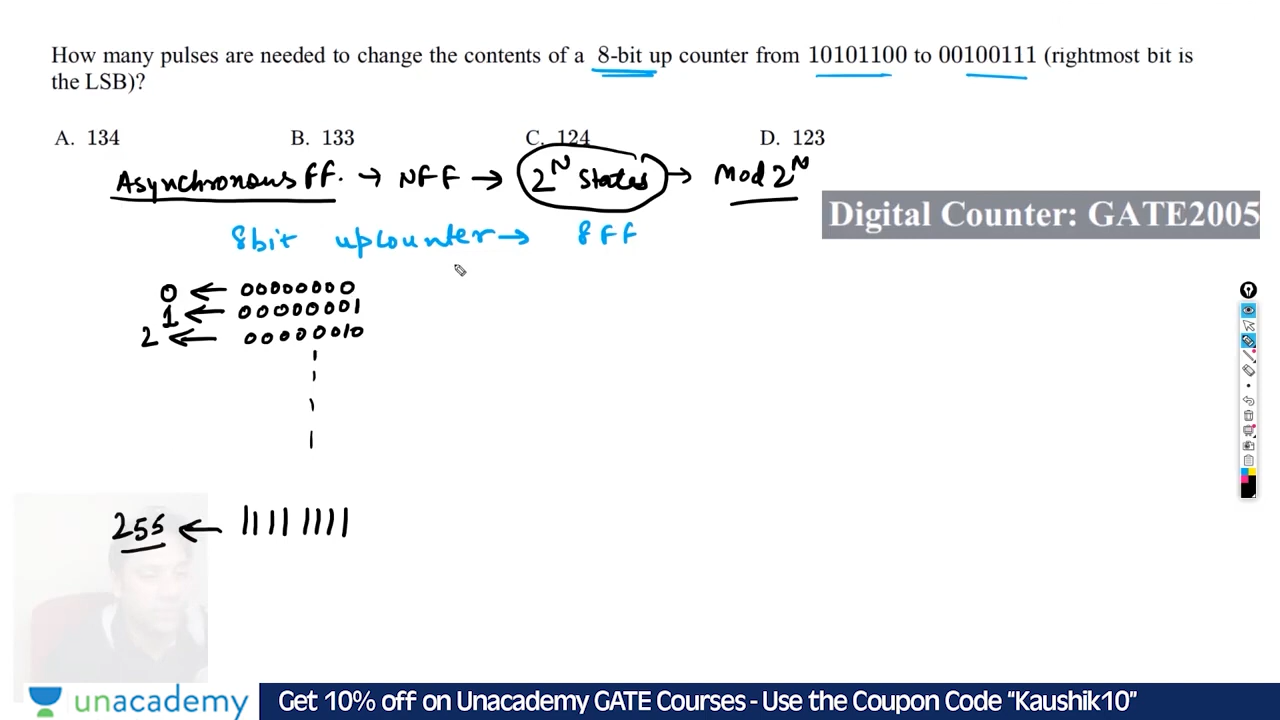 How many pulses are needed to change the contents of a 8-bit up counter from 10101100 to 00100111 (rightmost bit is
the LSB)?
A. 134 B. 133 C. 124 D. 123
Asynchronous FF. → NFF → 2^N States → Mod 2^N
Digital Counter: GATE2005
8bit upcounter → 8FF
0 ← 00000000
1 ← 00000001
2 ← 00000010
255 ← 1111 1111
unacademy
Get 10% off on Unacademy GATE Courses - Use the Coupon Code "Kaushik10"